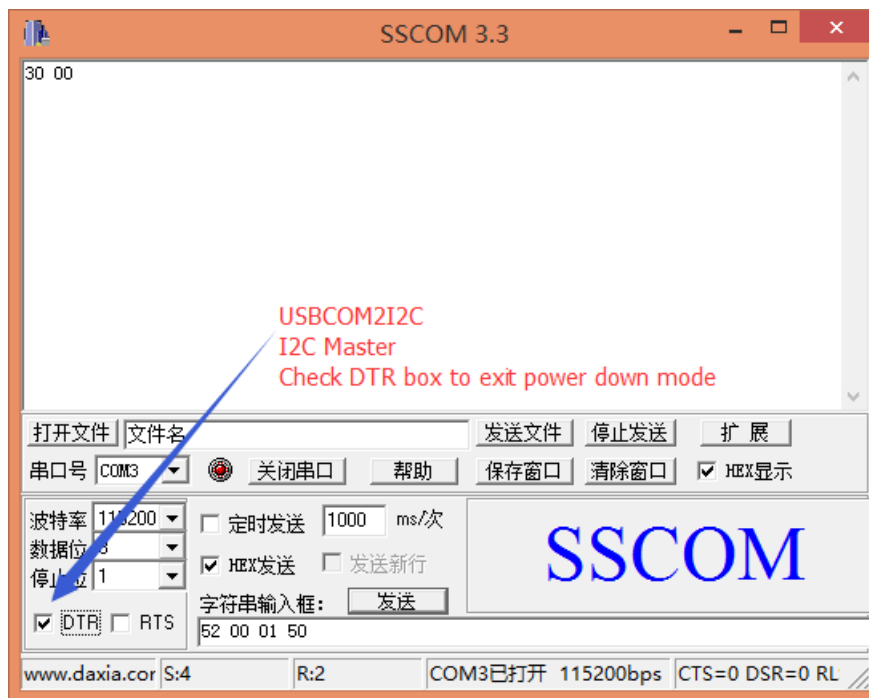 SSCOM 3.3
30 00
USBCOM2I2C
I2C Master
Check DTR box to exit power down mode
打开文件 文件名 发送文件 停止发送 扩 展
串口号 COM3 关闭串口 帮助 保存窗口 清除窗口 HEX显示
波特率 115200 定时发送 1000 ms/次
数据位 8 HEX发送 发送新行
停止位 1
SSCOM
字符串输入框: 发送
DTR RTS
52 00 01 50
www.daxia.cor S:4 R:2 COM3已打开 115200bps CTS=0 DSR=0 RL